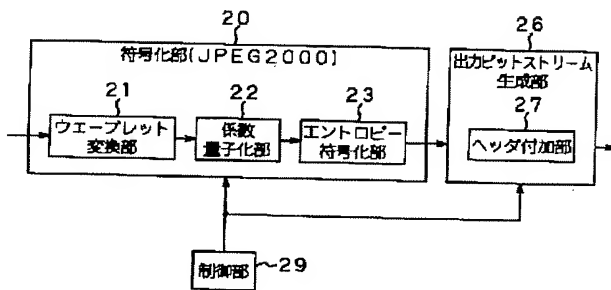 20
26
符号化部(JPEG2000)
出力ビットストリーム
生成部
21
22
23
27
ウエーブレット
変換部
係数
量子化部
エントロピー
符号化部
ヘッダ付加部
制御部
29